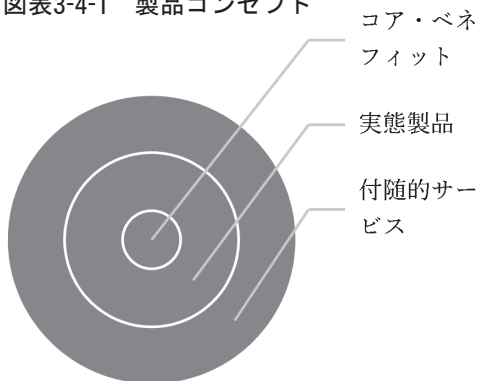 図表3-4-1 製品コンセプト
コア・ベネ
フィット
実態製品
付随的サー
ビス